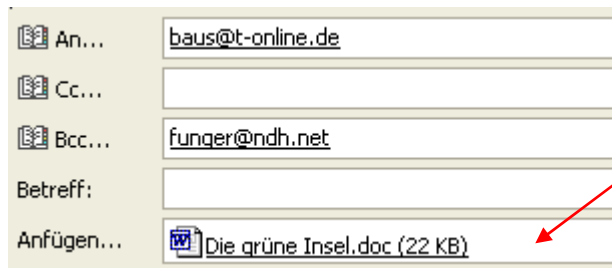 An... baus@t-online.de
Cc...
Bcc... funger@ndh.net
Betreff:
Anfügen... Die grüne Insel.doc (22 KB)